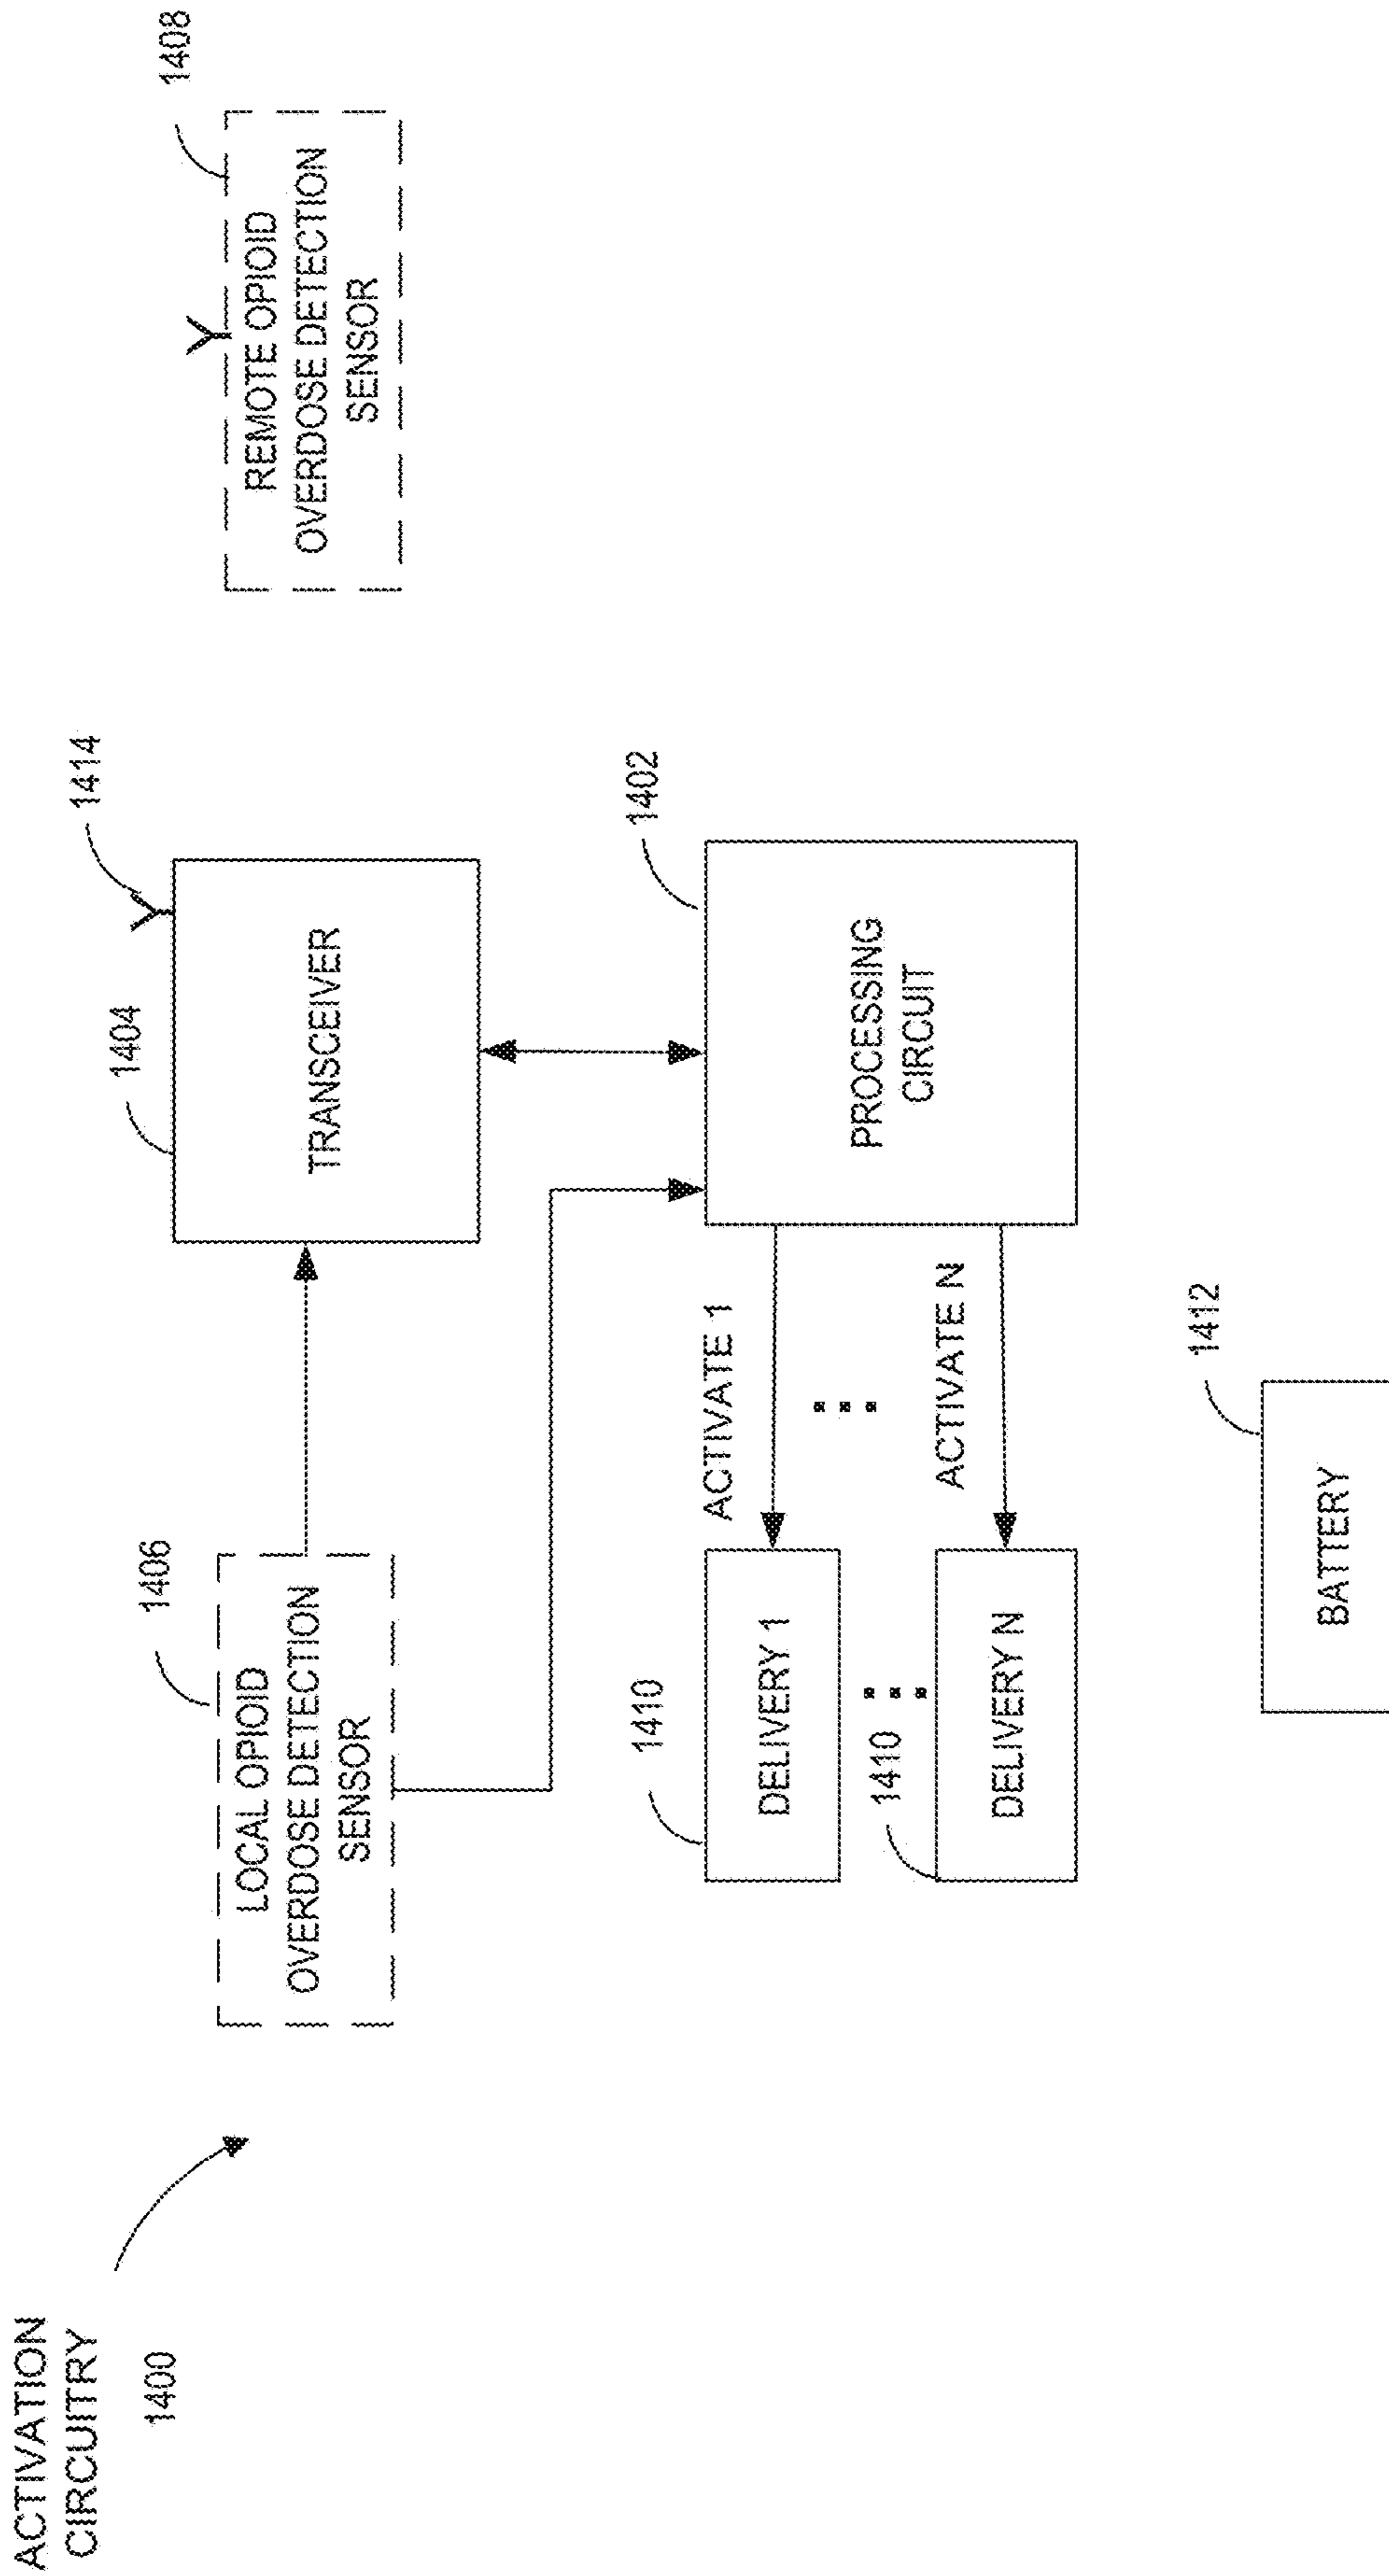 ACTIVATION
CIRCUITRY
1400
1406
LOCAL OPIOID
OVERDOSE DETECTION
SENSOR
1404
1414
TRANSCEIVER
1408
REMOTE OPIOID
OVERDOSE DETECTION
SENSOR
1410
DELIVERY 1
ACTIVATE 1
1402
PROCESSING
CIRCUIT
1410
DELIVERY N
ACTIVATE N
1412
BATTERY